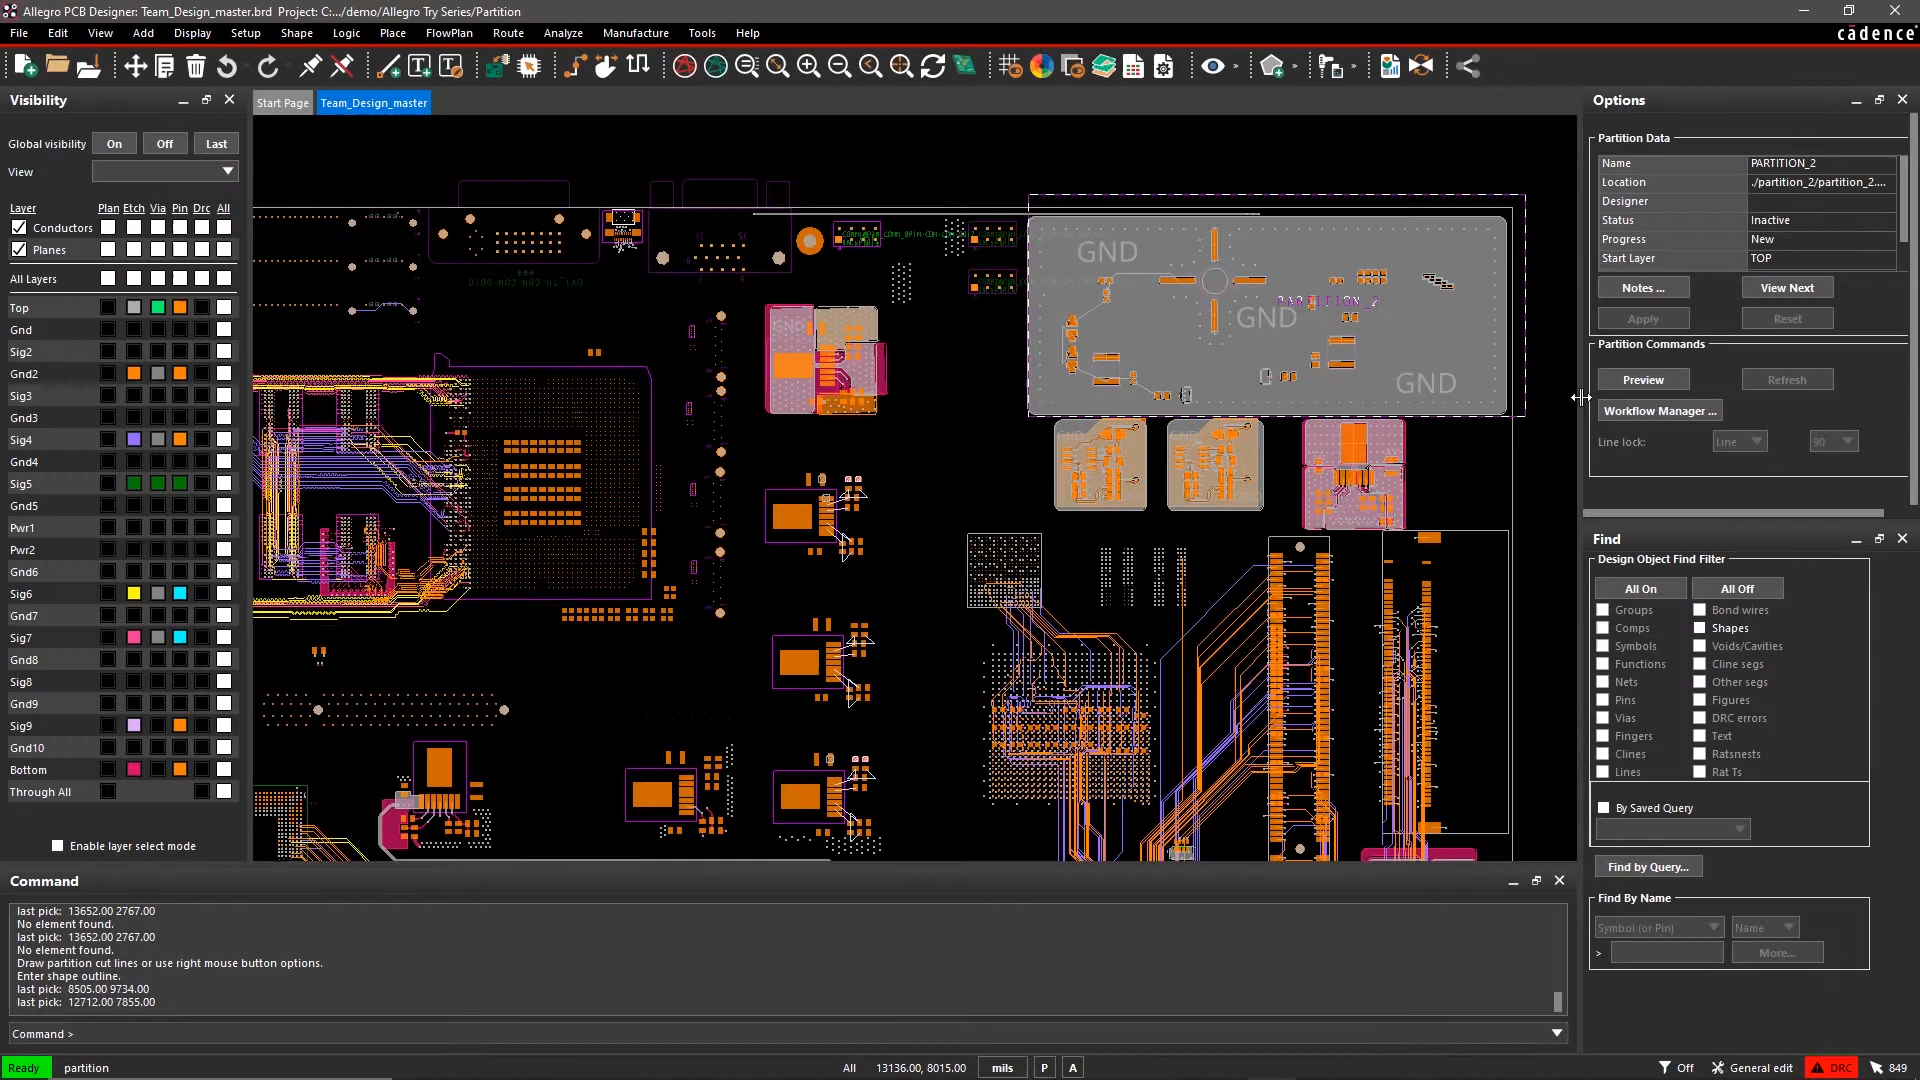 Allegro PCB Designer: Team_Design_master.brd  Project: C:.../demo/Allegro Try Series/Partition
File Edit View Add Display Setup Shape Logic Place FlowPlan Route Analyze Manufacture Tools Help
cādence
Visibility
Start Page Team_Design_master
Options
Global visibility On Off Last
View
Layer Plan Etch Via Pin Drc All
Conductors
Planes
All Layers
Top
Gnd
Sig2
Gnd2
Sig3
Gnd3
Sig4
Gnd4
Sig5
Gnd5
Pwr1
Pwr2
Gnd6
Sig6
Gnd7
Sig7
Gnd8
Sig8
Gnd9
Sig9
Gnd10
Bottom
Through All
Enable layer select mode
GND
PARTITION_2
GND
GND
Partition Data
Name PARTITION_2
Location ./partition_2/partition_2....
Designer
Status Inactive
Progress New
Start Layer TOP
Notes ... View Next
Apply Reset
Partition Commands
Preview Refresh
Workflow Manager ...
Line lock: Line 90
Find
Design Object Find Filter
All On All Off
Groups Bond wires
Comps Shapes
Symbols Voids/Cavities
Functions Cline segs
Nets Other segs
Pins Figures
Vias DRC errors
Fingers Text
Clines Ratsnests
Lines Rat Ts
By Saved Query
Find by Query...
Find By Name
Symbol (or Pin) Name
> More...
Command
last pick:  13652.00 2767.00
No element found.
last pick:  13652.00 2767.00
No element found.
Draw partition cut lines or use right mouse button options.
Enter shape outline.
last pick:  8505.00 9734.00
last pick:  12712.00 7855.00
Command >
Ready partition All 13136.00, 8015.00 mils P A Off General edit DRC 849